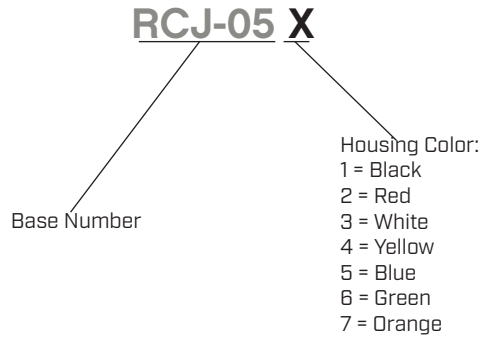 RCJ-05 X
Housing Color:
1 = Black
2 = Red
3 = White
4 = Yellow
5 = Blue
6 = Green
7 = Orange
Base Number